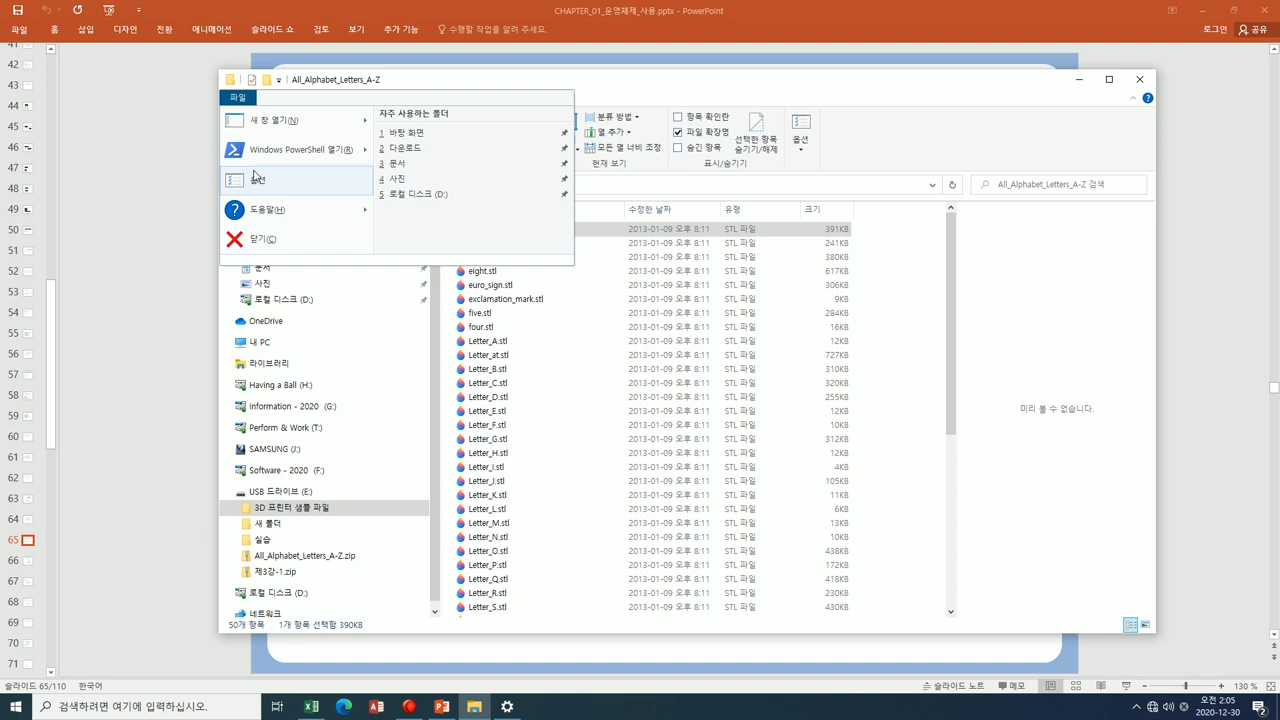 CHAPTER_01_운영체제_사용.pptx - PowerPoint
파일 홈 삽입 디자인 전환 애니메이션 슬라이드 쇼 검토 보기 추가 기능 수행할 작업을 알려 주세요. 로그인 공유
All_Alphabet_Letters_A-Z
파일
새 창 열기(N)
Windows PowerShell 열기(R)
도움말(H)
닫기(C)
자주 사용하는 폴더
1 바탕 화면
2 다운로드
3 문서
4 사진
5 로컬 디스크 (D:)
분류 방법
열 추가
모든 열 너비 조정
현재 보기
항목 확인란
파일 확장명
숨긴 항목
선택한 항목
숨기기/해제
표시/숨기기
옵션
All_Alphabet_Letters_A-Z 검색
수정한 날짜 유형 크기
2013-01-09 오후 8:11 STL 파일 391KB
2013-01-09 오후 8:11 STL 파일 241KB
2013-01-09 오후 8:11 STL 파일 380KB
eight.stl 2013-01-09 오후 8:11 STL 파일 617KB
euro_sign.stl 2013-01-09 오후 8:11 STL 파일 306KB
exclamation_mark.stl 2013-01-09 오후 8:11 STL 파일 9KB
five.stl 2013-01-09 오후 8:11 STL 파일 284KB
four.stl 2013-01-09 오후 8:11 STL 파일 16KB
Letter_A.stl 2013-01-09 오후 8:11 STL 파일 12KB
Letter_at.stl 2013-01-09 오후 8:11 STL 파일 727KB
Letter_B.stl 2013-01-09 오후 8:11 STL 파일 310KB
Letter_C.stl 2013-01-09 오후 8:11 STL 파일 320KB
Letter_D.stl 2013-01-09 오후 8:11 STL 파일 255KB
Letter_E.stl 2013-01-09 오후 8:11 STL 파일 12KB
Letter_F.stl 2013-01-09 오후 8:11 STL 파일 10KB
Letter_G.stl 2013-01-09 오후 8:11 STL 파일 312KB
Letter_H.stl 2013-01-09 오후 8:11 STL 파일 12KB
Letter_I.stl 2013-01-09 오후 8:11 STL 파일 4KB
Letter_J.stl 2013-01-09 오후 8:11 STL 파일 105KB
Letter_K.stl 2013-01-09 오후 8:11 STL 파일 11KB
Letter_L.stl 2013-01-09 오후 8:11 STL 파일 6KB
Letter_M.stl 2013-01-09 오후 8:11 STL 파일 13KB
Letter_N.stl 2013-01-09 오후 8:11 STL 파일 10KB
Letter_O.stl 2013-01-09 오후 8:11 STL 파일 438KB
Letter_P.stl 2013-01-09 오후 8:11 STL 파일 172KB
Letter_Q.stl 2013-01-09 오후 8:11 STL 파일 418KB
Letter_R.stl 2013-01-09 오후 8:11 STL 파일 230KB
Letter_S.stl 2013-01-09 오후 8:11 STL 파일 430KB
문서
사진
로컬 디스크 (D:)
OneDrive
내 PC
라이브러리
Having a Ball (H:)
Information - 2020 (G:)
Perform & Work (T:)
SAMSUNG (J:)
Software - 2020 (F:)
USB 드라이브 (E:)
3D 프린터 샘플 파일
새 폴더
실습
All_Alphabet_Letters_A-Z.zip
제3강-1.zip
로컬 디스크 (D:)
네트워크
50개 항목 1개 항목 선택함 390KB
미리 볼 수 없습니다.
42
43
44
45
46
47
48
49
50
51
52
53
54
55
56
57
58
59
60
61
62
63
64
65
66
67
68
69
70
71
슬라이드 65/110 한국어 슬라이드 노트 메모 130 %
검색하려면 여기에 입력하십시오.
오전 2:05
2020-12-30
2